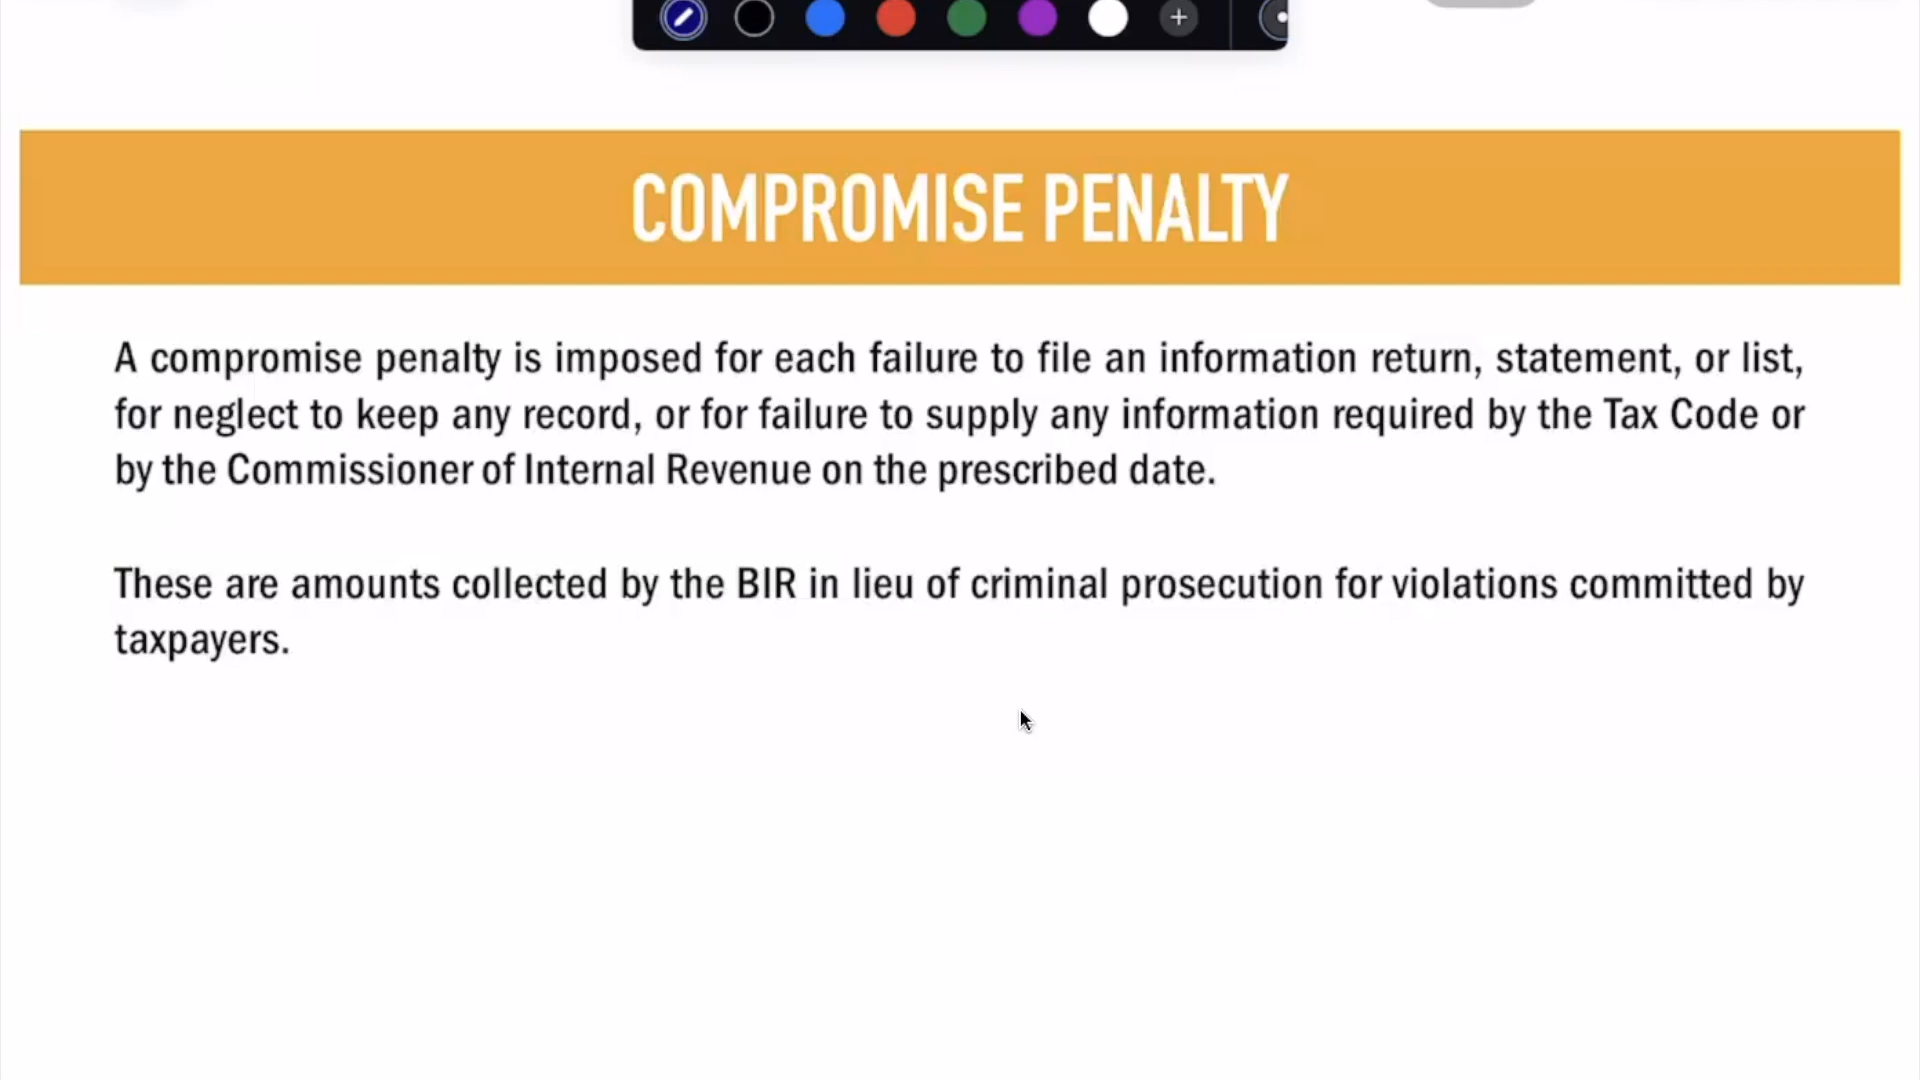 COMPROMISE PENALTY
A compromise penalty is imposed for each failure to file an information return, statement, or list,
for neglect to keep any record, or for failure to supply any information required by the Tax Code or
by the Commissioner of Internal Revenue on the prescribed date.
These are amounts collected by the BIR in lieu of criminal prosecution for violations committed by
taxpayers.